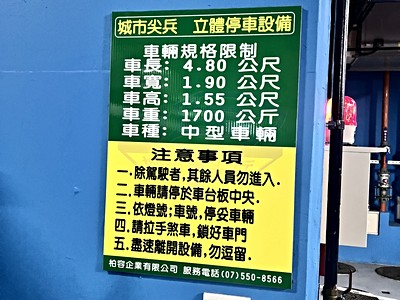 城市尖兵 立體停車設備
車輛規格限制
車長: 4.80 公尺
車寬: 1.90 公尺
車高: 1.55 公尺
車重: 1700 公斤
車種: 中型車輛
注意事項
一.除駕駛者,其餘人員勿進入.
二.車輛請停於車台板中央.
三.依燈號;車號,停妥車輛
四.請拉手煞車,鎖好車門
五.盡速離開設備,勿逗留.
柏容企業有限公司 服務電話(07)550-8566